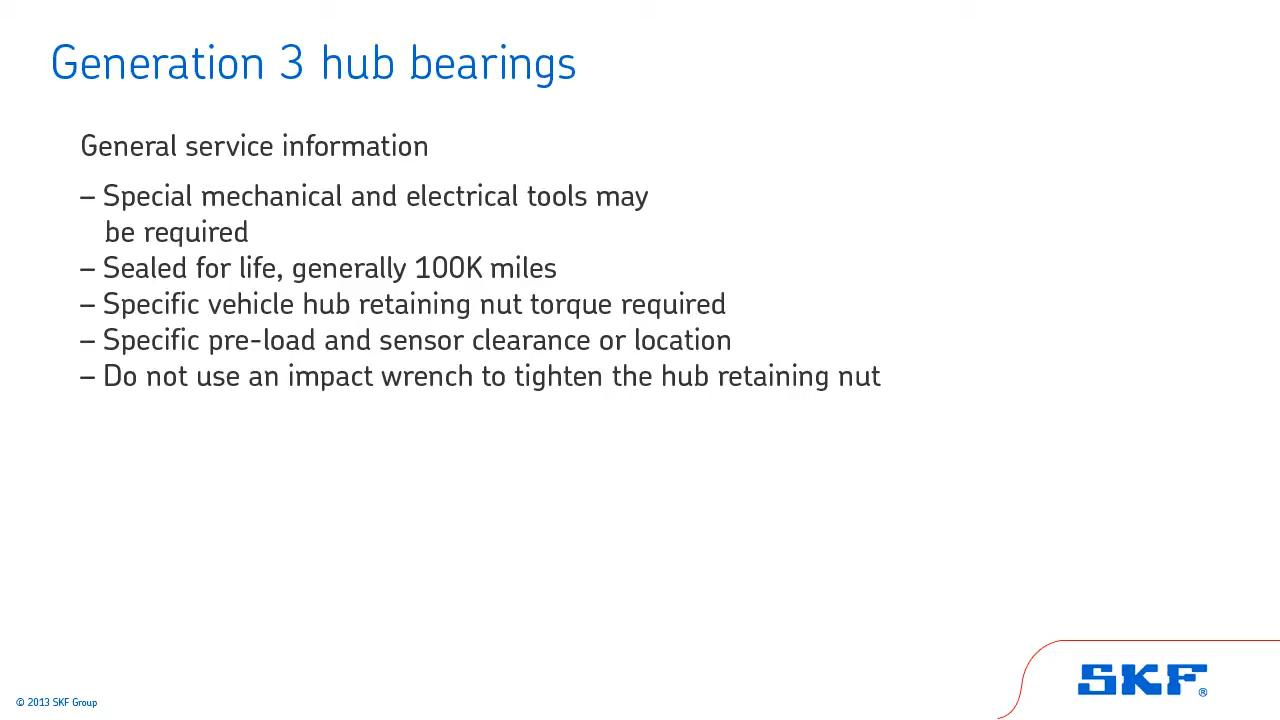 Generation 3 hub bearings
General service information
– Special mechanical and electrical tools may
be required
– Sealed for life, generally 100K miles
– Specific vehicle hub retaining nut torque required
– Specific pre-load and sensor clearance or location
– Do not use an impact wrench to tighten the hub retaining nut
SKF®
© 2013 SKF Group